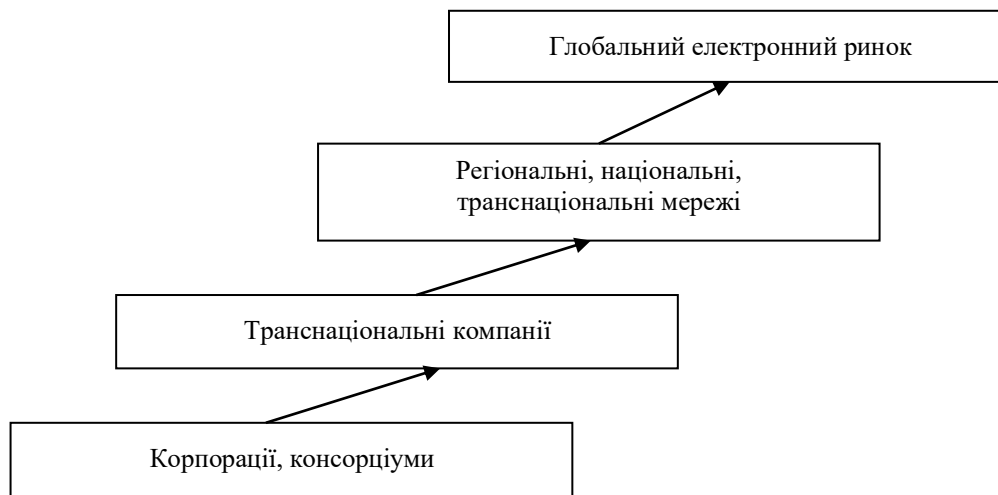 Глобальний електронний ринок
Регіональні, національні,
транснаціональні мережі
Транснаціональні компанії
Корпорації, консорціуми